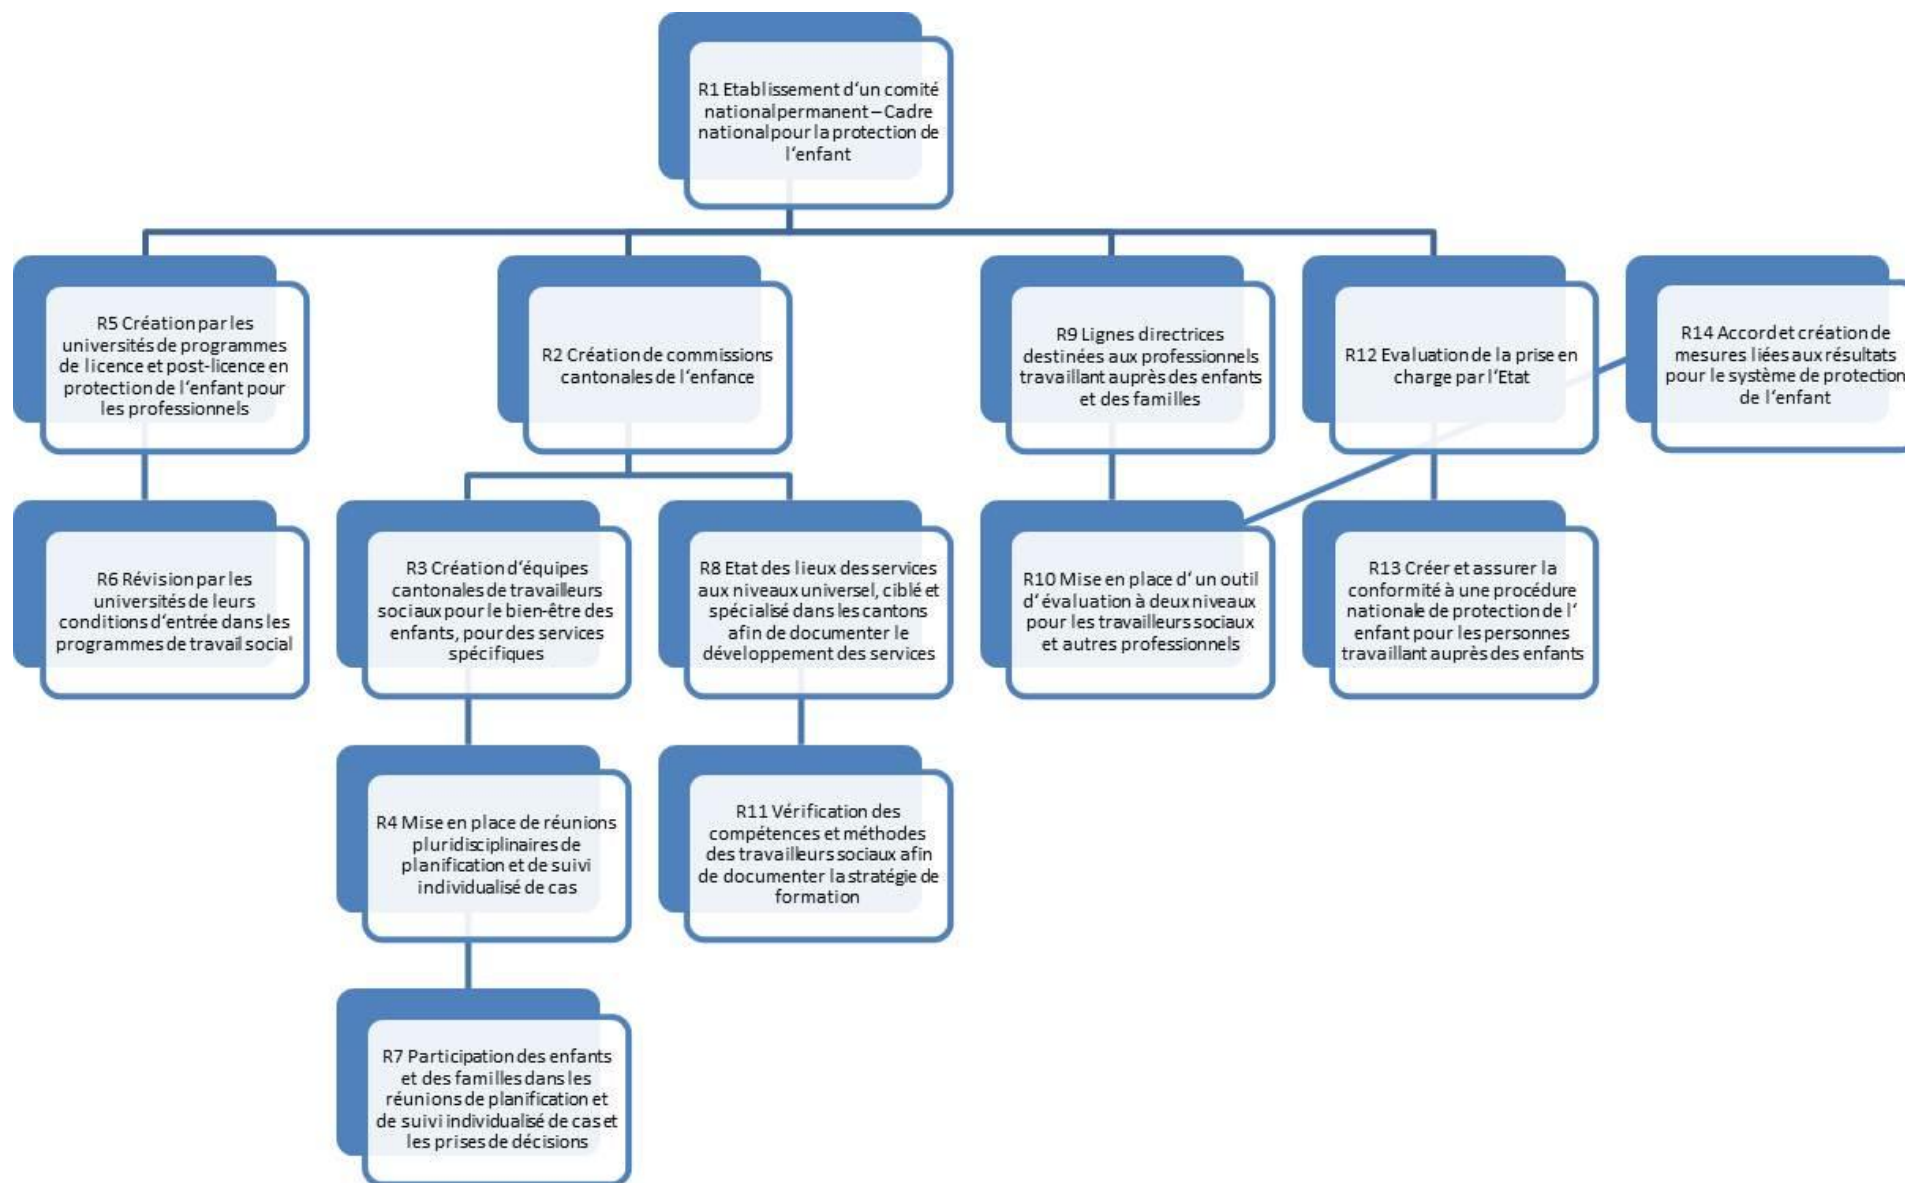 R1 Etablissement d‘un comité
nationalpermanent – Cadre
national pour la protection de
l‘enfant
R5 Création par les
universités de programmes
de licence et post-licence en
protection de l‘enfant pour
les professionnels
R2 Création de commissions
cantonales de l‘enfance
R9 Lignes directrices
destinées aux professionnels
travaillant auprès des enfants
et des familles
R12 Evaluation de la prise en
charge par l‘Etat
R14 Accord et création de
mesures liées aux résultats
pour le système de protection
de l‘enfant
R6 Révision par les
universités de leurs
conditions d‘entrée dans les
programmes de travail social
R3 Création d‘équipes
cantonales de travailleurs
sociaux pour le bien-être des
enfants, pour des services
spécifiques
R8 Etat des lieux des services
aux niveaux universel, ciblé et
spécialisé dans les cantons
afin de documenter le
développement des services
R10 Mise en place d‘ un outil
d‘ évaluation à deux niveaux
pour les travailleurs sociaux
et autres professionnels
R13 Créer et assurer la
conformité à une procédure
nationale de protection de l‘
enfant pour les personnes
travaillant auprès des enfants
R4 Mise en place de réunions
pluridisciplinaires de
planification et de suivi
individualisé de cas
R11 Vérification des
compétences et méthodes
des travailleurs sociaux afin
de documenter la stratégie de
formation
R7 Participation des enfants
et des familles dans les
réunions de planification et
de suivi individualisé de cas et
les prises de décisions